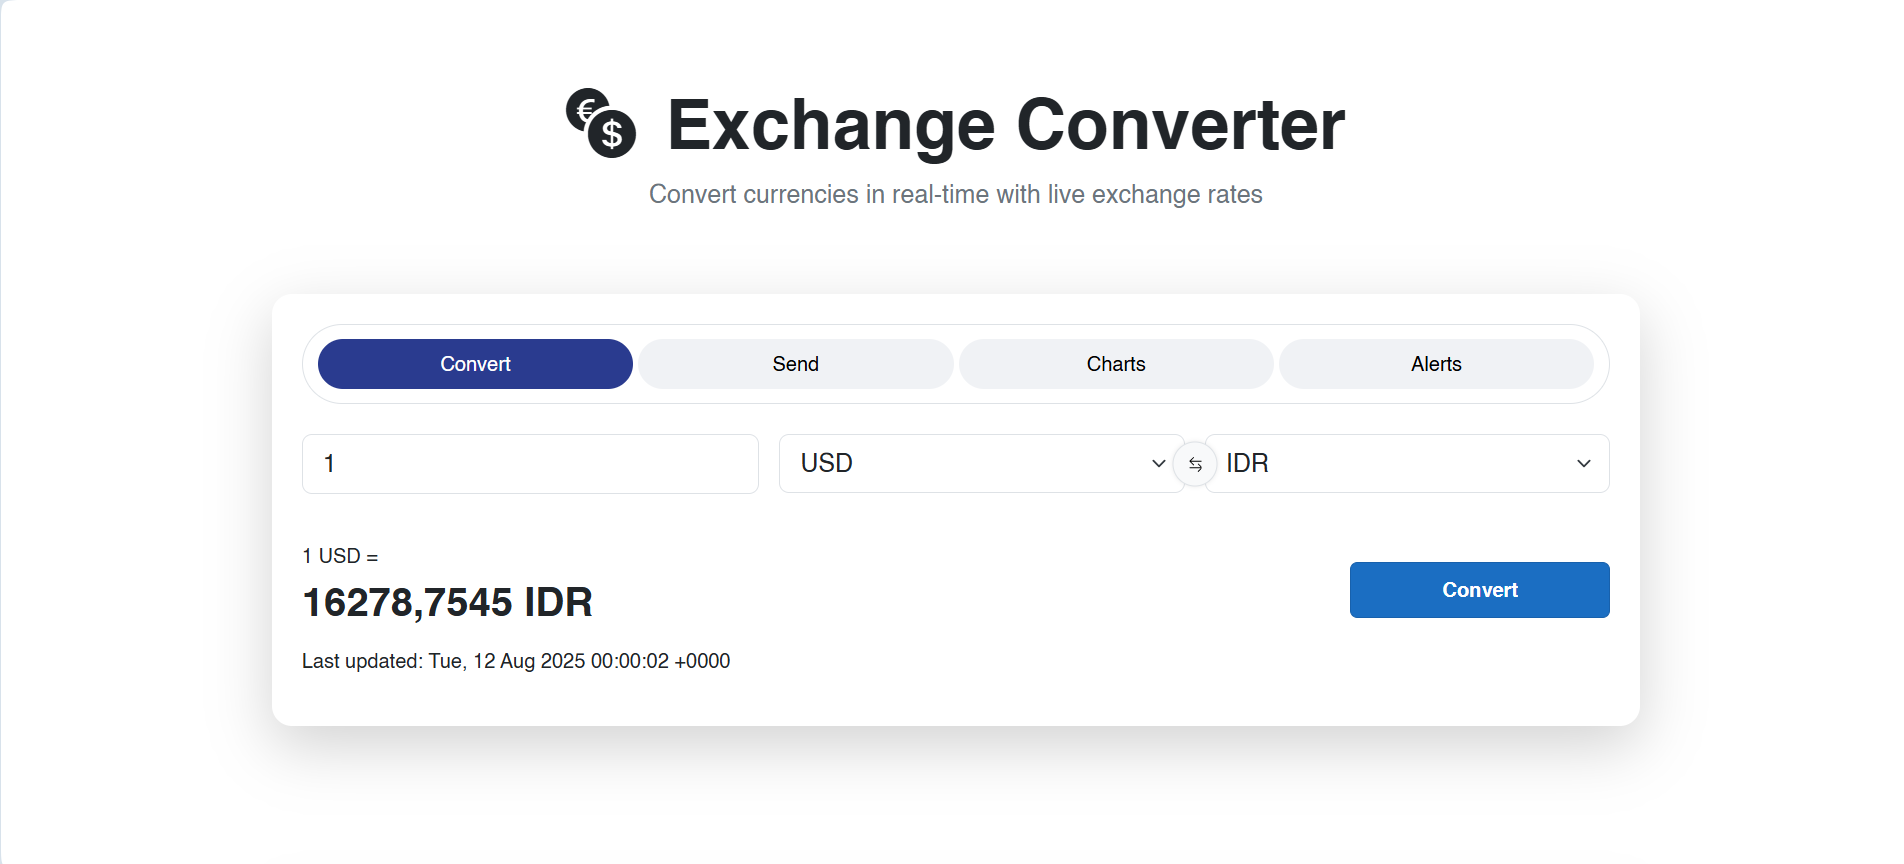 Exchange Converter
Convert currencies in real-time with live exchange rates
Convert Send Charts Alerts
1 USD IDR
1 USD =
16278,7545 IDR
Convert
Last updated: Tue, 12 Aug 2025 00:00:02 +0000